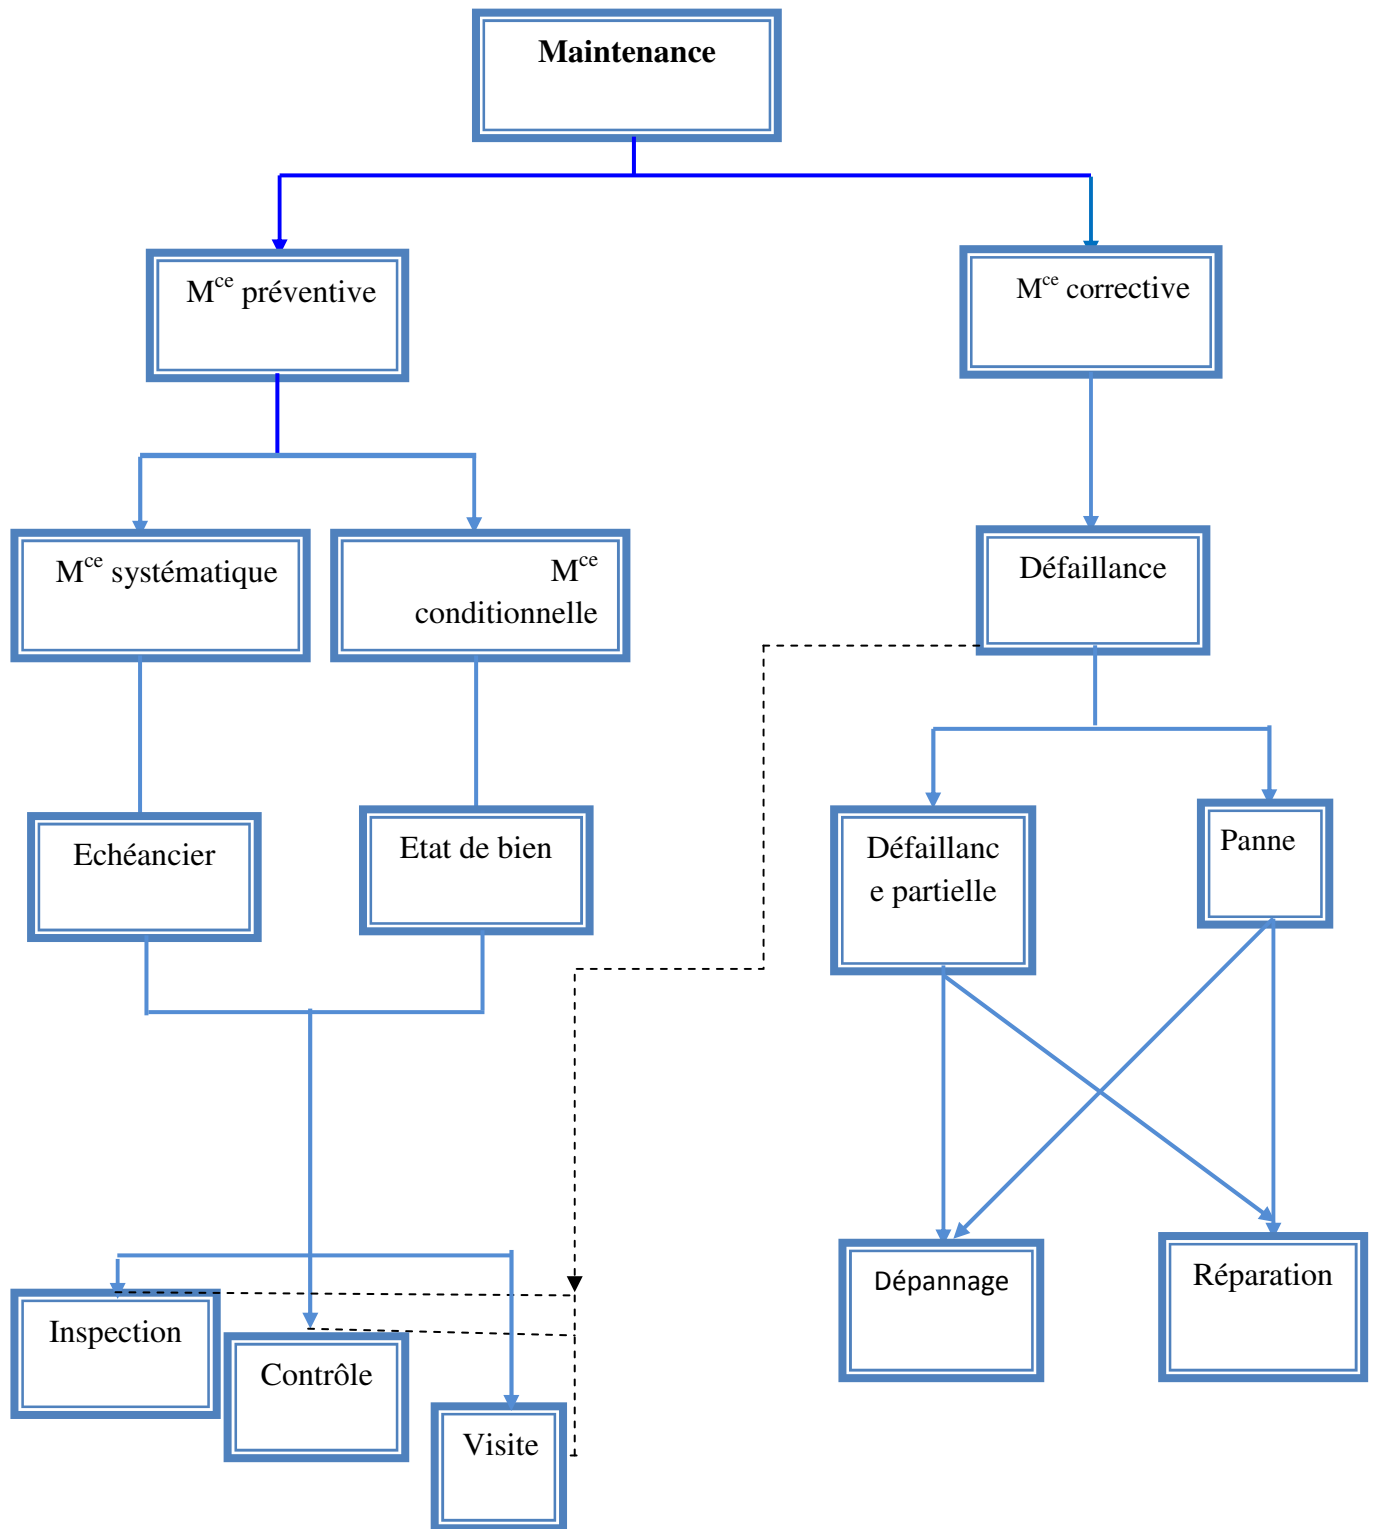 Maintenance
Mce préventive
Mce corrective
Mce systématique
Mce
conditionnelle
Défaillance
Echéancier
Etat de bien
Défaillanc
e partielle
Panne
Inspection
Contrôle
Visite
Dépannage
Réparation